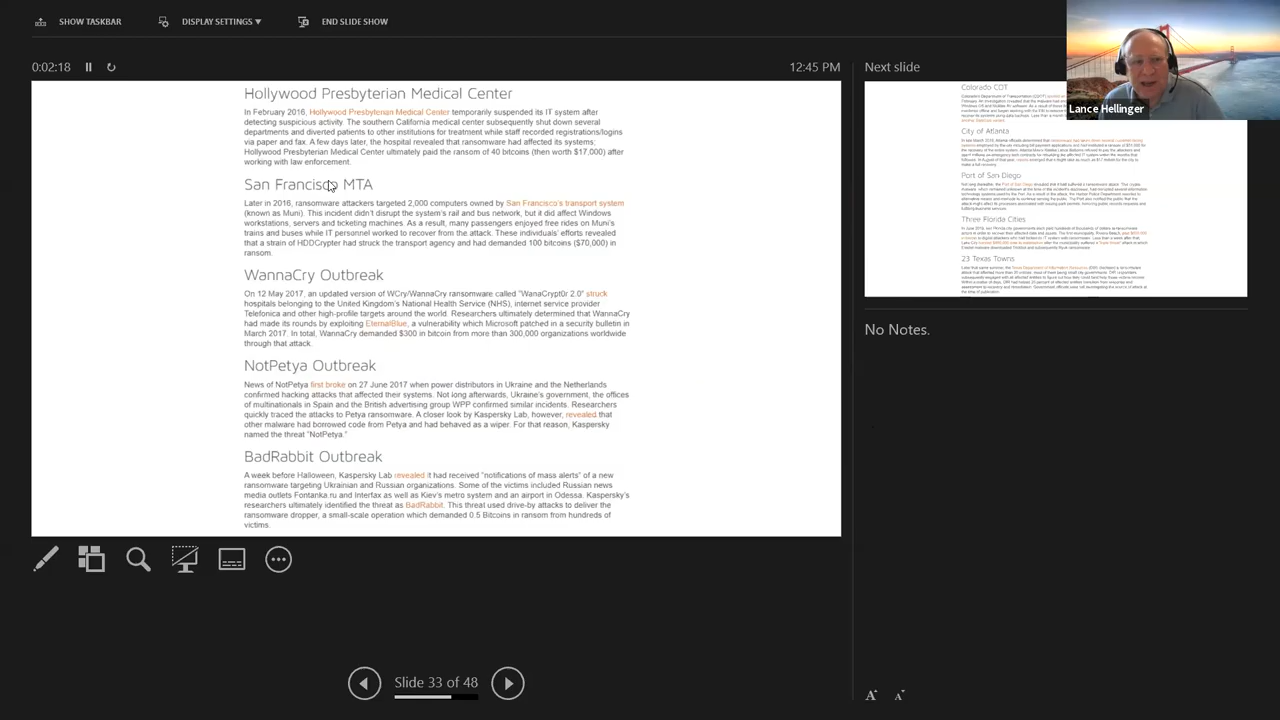 SHOW TASKBAR DISPLAY SETTINGS ▼ END SLIDE SHOW
0:02:18 12:45 PM
Hollywood Presbyterian Medical Center
In February 2016, Hollywood Presbyterian Medical Center temporarily suspended its IT system after
detecting suspicious activity. The southern California medical center subsequently shut down several
departments and diverted patients to other institutions for treatment while staff recorded registrations/logins
via paper and fax. A few days later, the hospital revealed that ransomware had affected its systems:
Hollywood Presbyterian Medical Center ultimately paid the ransom of 40 bitcoins (then worth $17,000) after
working with law enforcement.
San Francisco MTA
Later in 2016, ransomware attackers targeted 2,000 computers owned by San Francisco's transport system
(known as Muni). This incident didn't disrupt the system's rail and bus network, but it did affect Windows
workstations, servers and ticketing machines. As a result, many passengers enjoyed free rides on Muni's
trains and buses while IT personnel worked to recover from the attack. These individuals' efforts revealed
that a strain of HDDCrypter had struck the transport agency and had demanded 100 bitcoins ($70,000) in
ransom.
WannaCry Outbreak
On 12 May 2017, an updated version of WCry/WannaCry ransomware called "WanaCrypt0r 2.0" struck
hospitals belonging to the United Kingdom's National Health Service (NHS), internet service provider
Telefonica and other high-profile targets around the world. Researchers ultimately determined that WannaCry
had made its rounds by exploiting EternalBlue, a vulnerability which Microsoft patched in a security bulletin in
March 2017. In total, WannaCry demanded $300 in bitcoin from more than 300,000 organizations worldwide
through that attack.
NotPetya Outbreak
News of NotPetya first broke on 27 June 2017 when power distributors in Ukraine and the Netherlands
confirmed hacking attacks that affected their systems. Not long afterwards, Ukraine's government, the offices
of multinationals in Spain and the British advertising group WPP confirmed similar incidents. Researchers
quickly traced the attacks to Petya ransomware. A closer look by Kaspersky Lab, however, revealed that
other malware had borrowed code from Petya and had behaved as a wiper. For that reason, Kaspersky
named the threat "NotPetya."
BadRabbit Outbreak
A week before Halloween, Kaspersky Lab revealed it had received "notifications of mass alerts" of a new
ransomware targeting Ukrainian and Russian organizations. Some of the victims included Russian news
media outlets Fontanka.ru and Interfax as well as Kiev's metro system and an airport in Odessa. Kaspersky's
researchers ultimately identified the threat as BadRabbit. This threat used drive-by attacks to deliver the
ransomware dropper, a small-scale operation which demanded 0.5 Bitcoins in ransom from hundreds of
victims.
Slide 33 of 48
Next slide
Lance Hellinger
City of Atlanta
Port of San Diego
Three Florida Cities
23 Texas Towns
No Notes.
A A